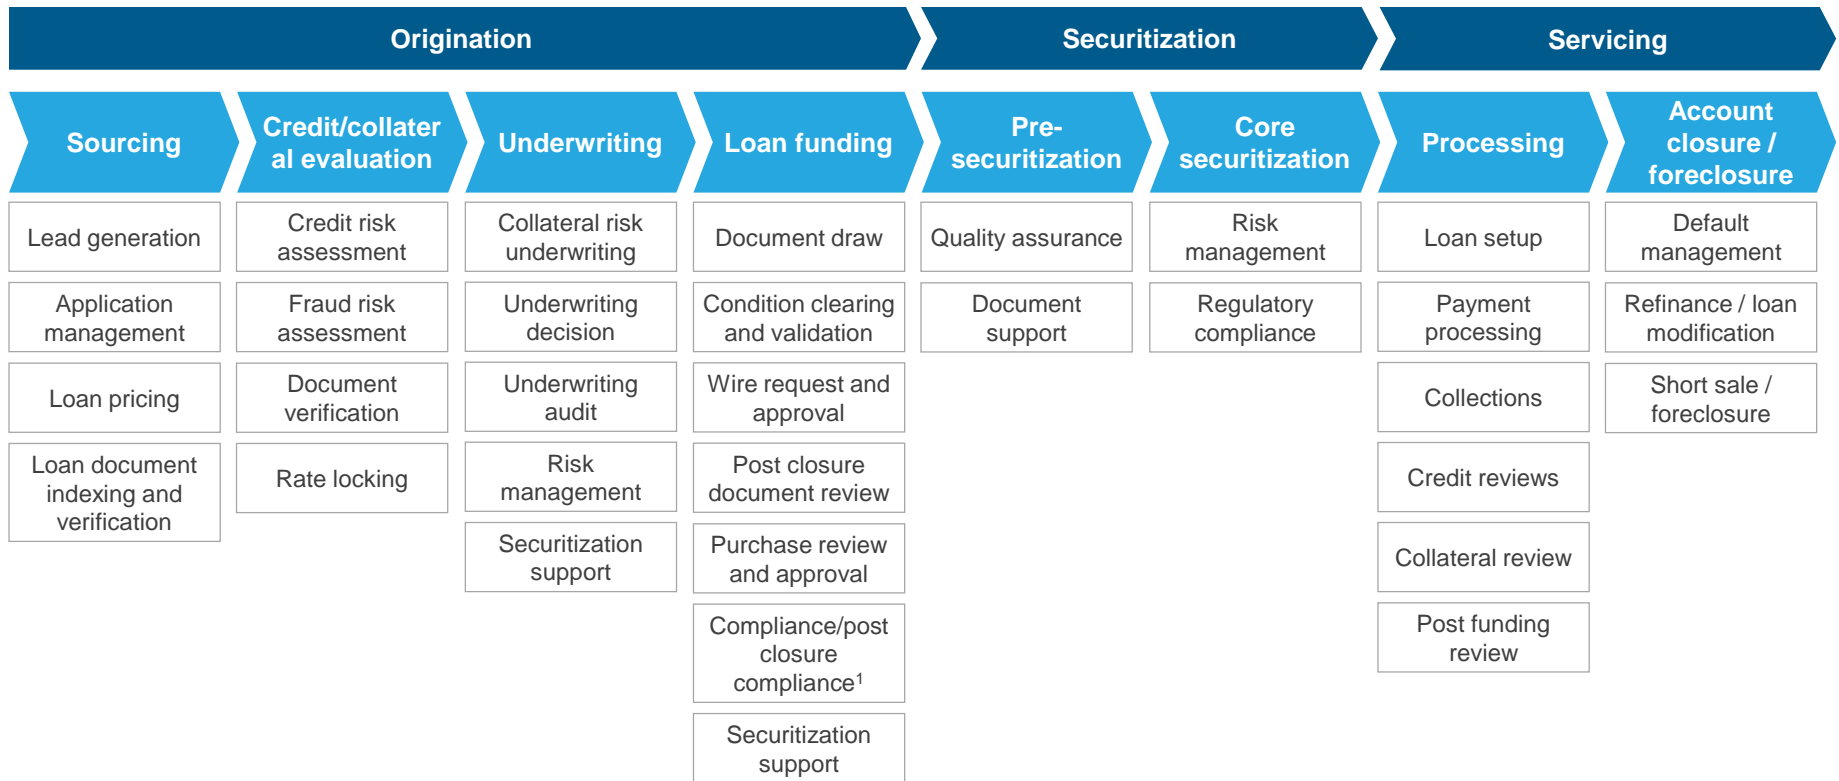 Origination
Securitization
Servicing
Sourcing
Credit/collater
al evaluation
Underwriting
Loan funding
Pre-
securitization
Core
securitization
Processing
Account
closure /
foreclosure
Lead generation
Application
management
Loan pricing
Loan document
indexing and
verification
Credit risk
assessment
Fraud risk
assessment
Document
verification
Rate locking
Collateral risk
underwriting
Underwriting
decision
Underwriting
audit
Risk
management
Securitization
support
Document draw
Condition clearing
and validation
Wire request and
approval
Post closure
document review
Purchase review
and approval
Compliance/post
closure
compliance¹
Securitization
support
Quality assurance
Document
support
Risk
management
Regulatory
compliance
Loan setup
Payment
processing
Collections
Credit reviews
Collateral review
Post funding
review
Default
management
Refinance / loan
modification
Short sale /
foreclosure